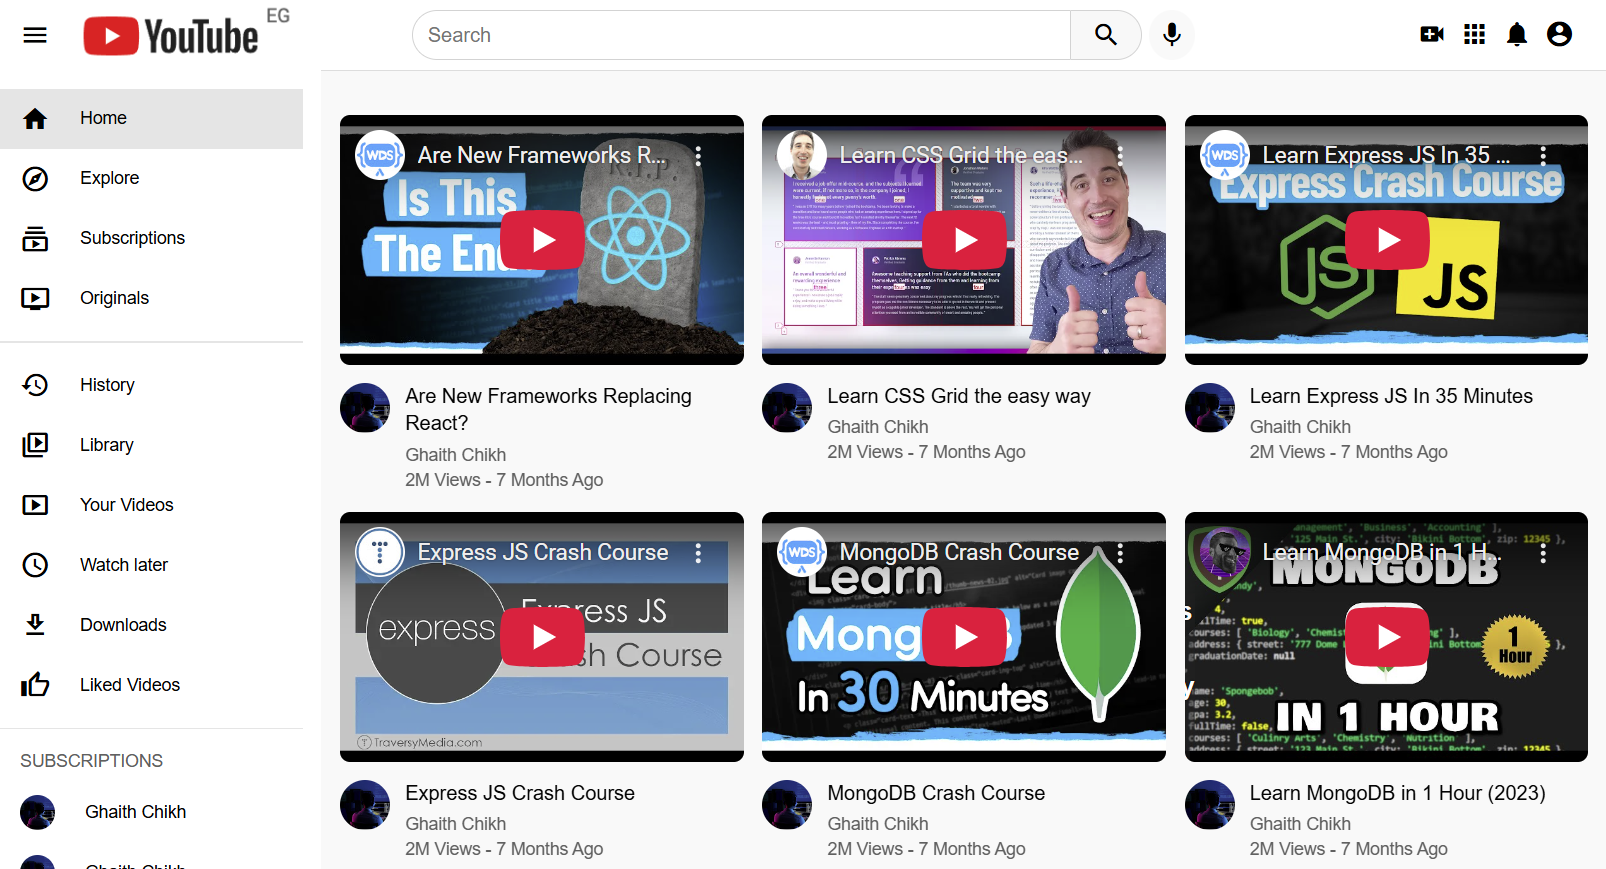 YouTube EG
Search
Home
Explore
Subscriptions
Originals
History
Library
Your Videos
Watch later
Downloads
Liked Videos
SUBSCRIPTIONS
Ghaith Chikh
WDS Are New Frameworks R...
R.I.P.
Is This
The End
Are New Frameworks Replacing
React?
Ghaith Chikh
2M Views - 7 Months Ago
Learn CSS Grid the eas...
Learn CSS Grid the easy way
Ghaith Chikh
2M Views - 7 Months Ago
WDS Learn Express JS In 35 ...
Express Crash Course
JS
JS
Learn Express JS In 35 Minutes
Ghaith Chikh
2M Views - 7 Months Ago
Express JS Crash Course
express
Express JS
sh Course
TraversyMedia.com
Express JS Crash Course
Ghaith Chikh
2M Views - 7 Months Ago
WDS MongoDB Crash Course
Learn
Mong B
In 30 Minutes
MongoDB Crash Course
Ghaith Chikh
2M Views - 7 Months Ago
Learn MongoDB in 1 H...
MONGODB
1
Hour
IN 1 HOUR
Learn MongoDB in 1 Hour (2023)
Ghaith Chikh
2M Views - 7 Months Ago